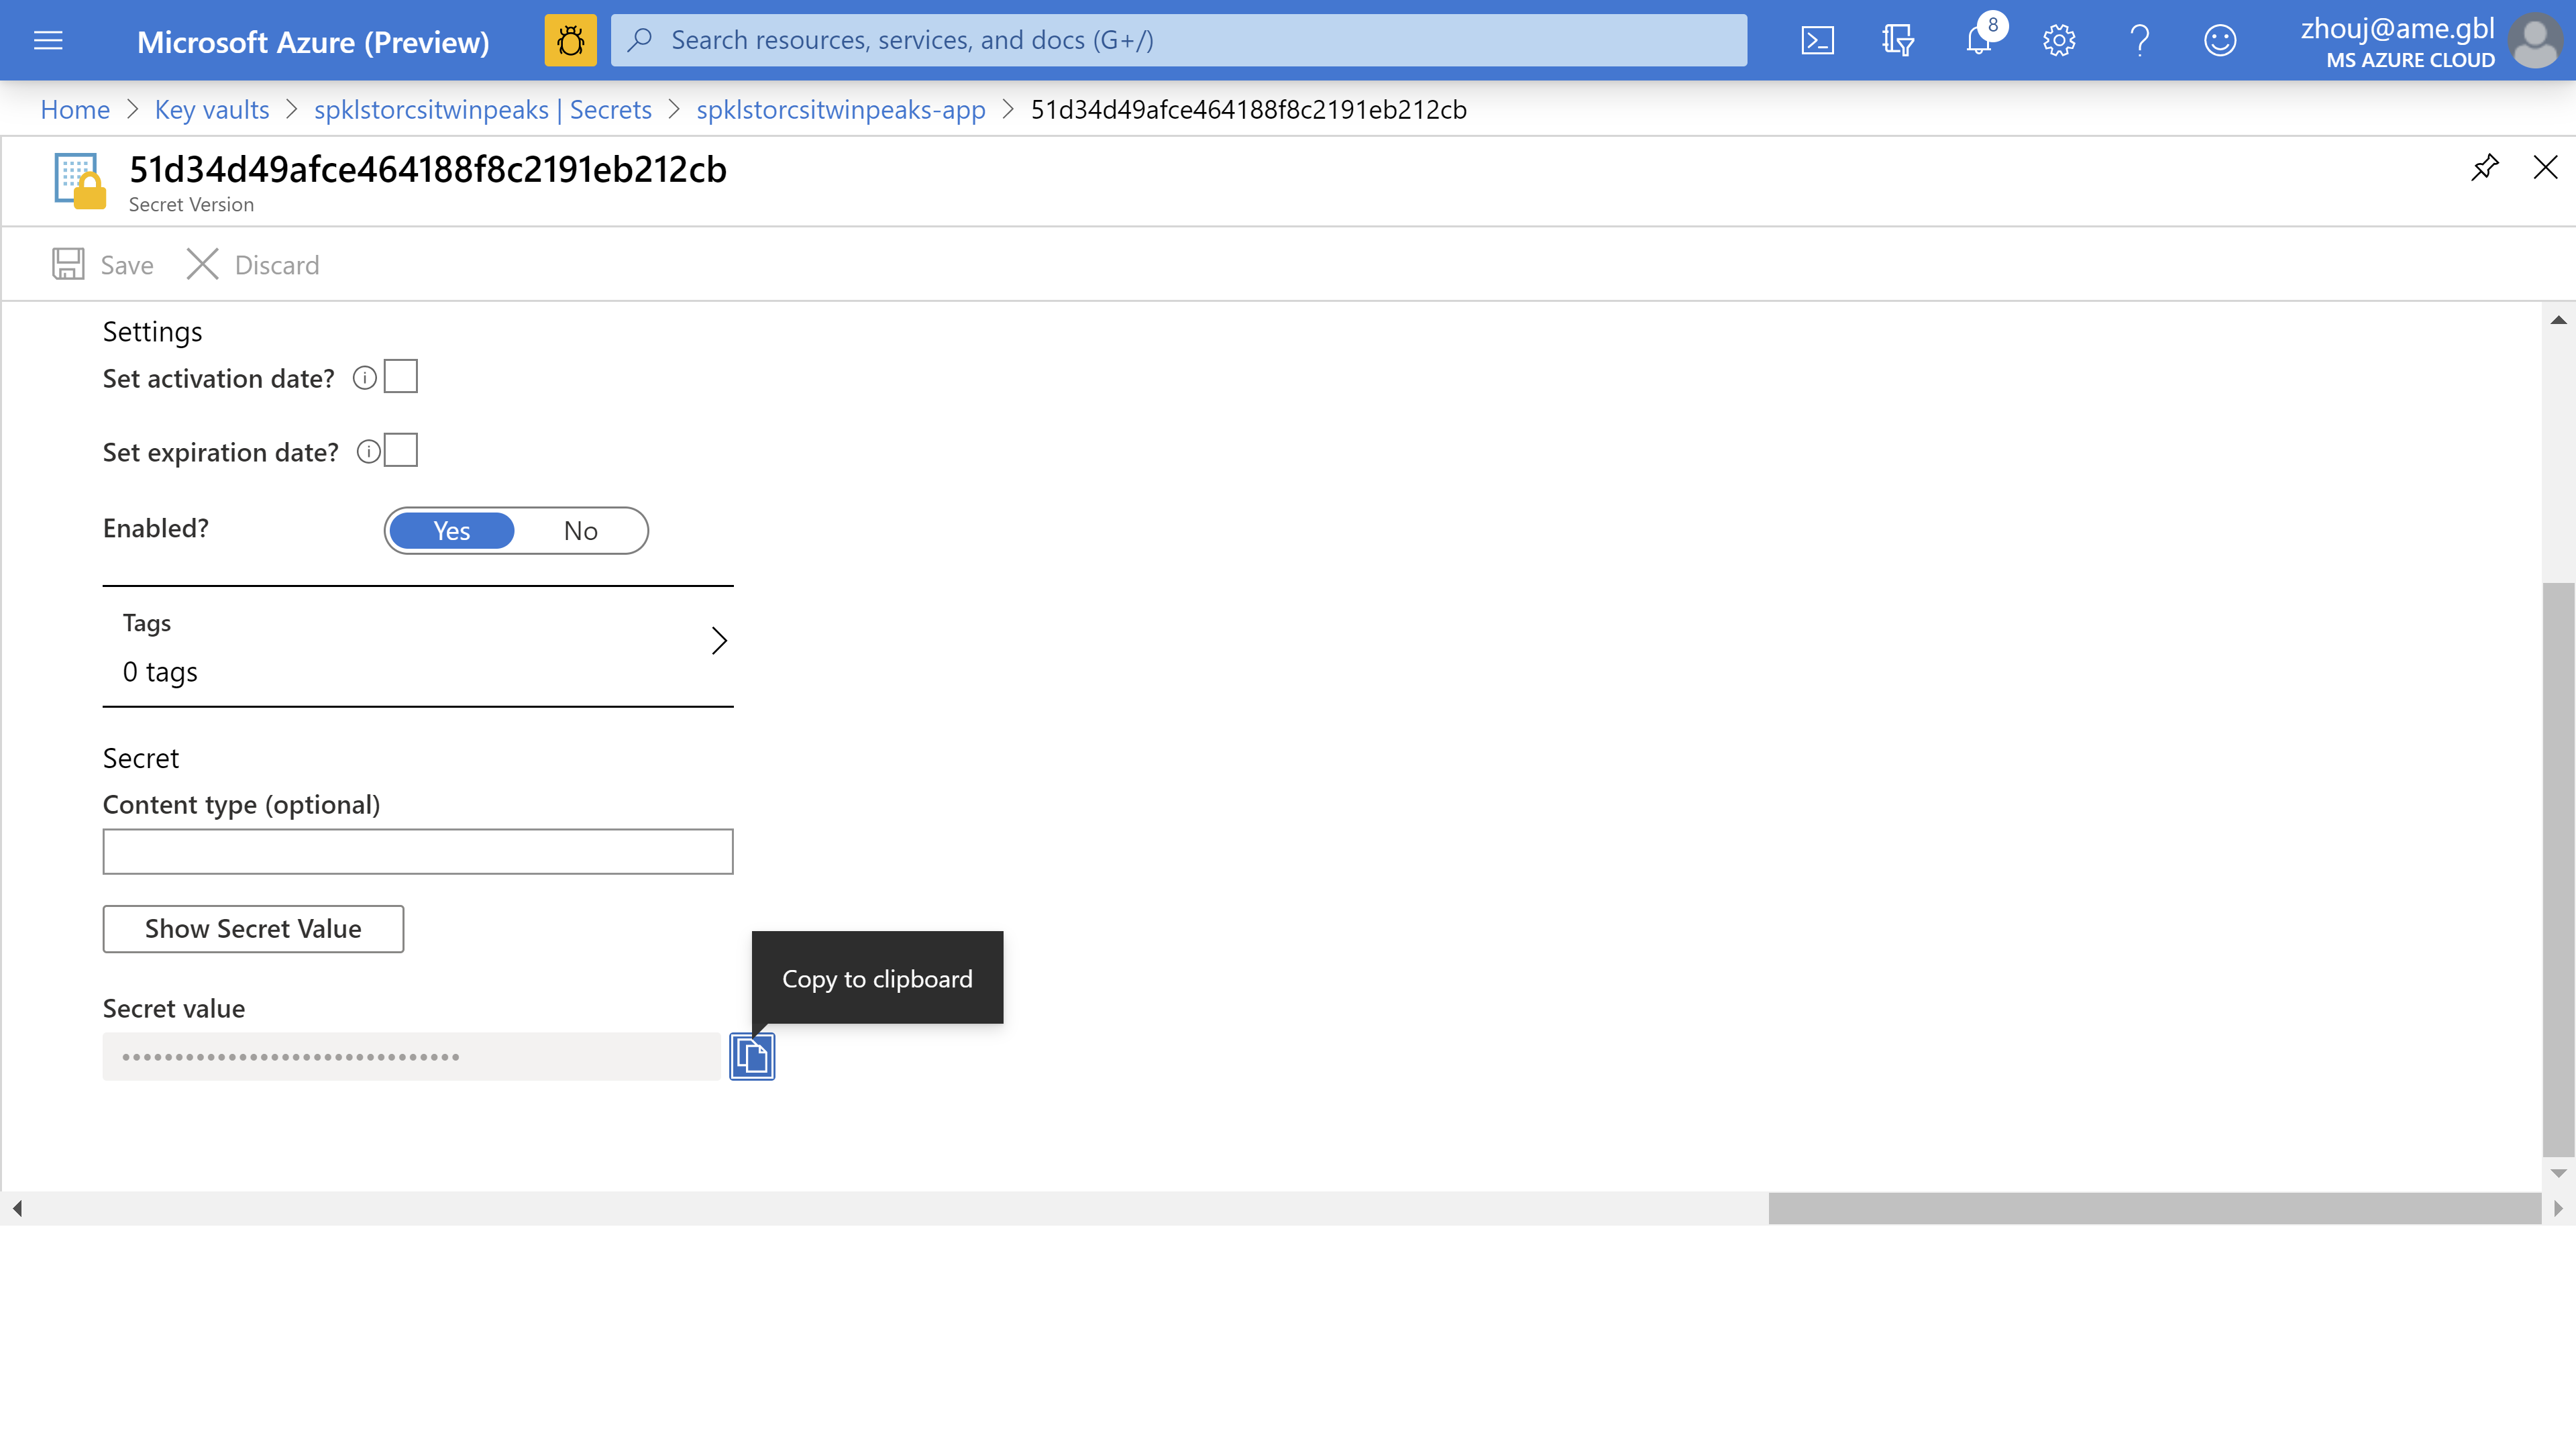 Microsoft Azure (Preview)
Search resources, services, and docs (G+/)
8
zhouj@ame.gbl
MS AZURE CLOUD
Home > Key vaults > spklstorcsitwinpeaks | Secrets > spklstorcsitwinpeaks-app > 51d34d49afce464188f8c2191eb212cb
51d34d49afce464188f8c2191eb212cb
Secret Version
Save Discard
Settings
Set activation date?
Set expiration date?
Enabled? Yes No
Tags
0 tags
Secret
Content type (optional)
Show Secret Value
Copy to clipboard
Secret value
••••••••••••••••••••••••••••••••